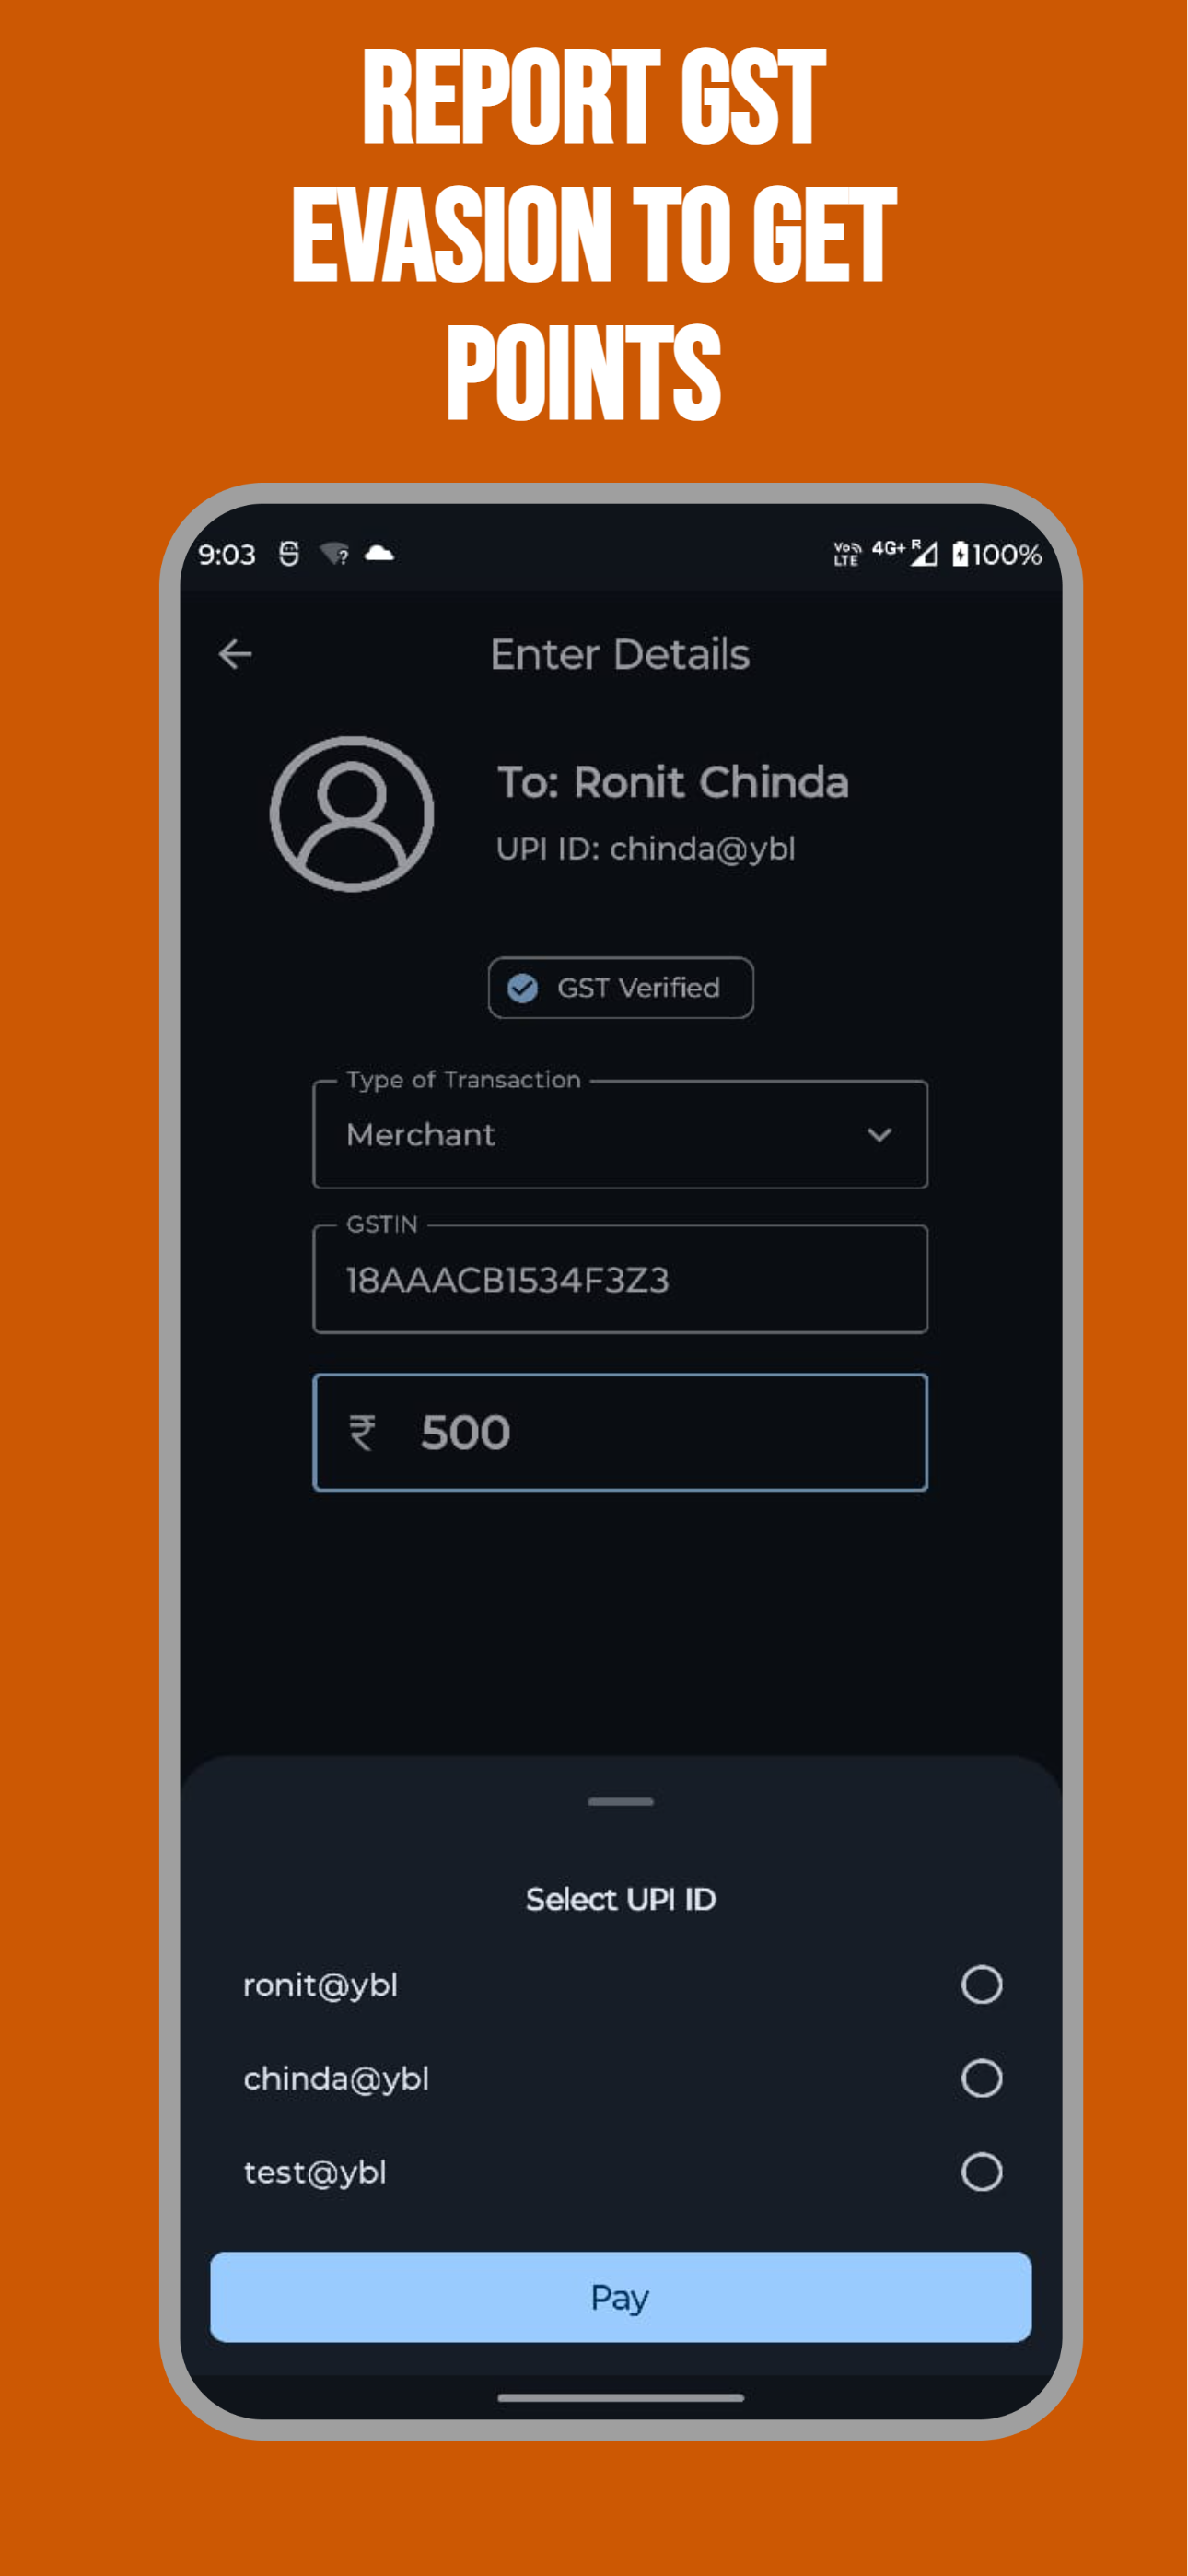 REPORT GST
EVASION TO GET
POINTS
9:03 ? Vo LTE 4G+ R 100%
Enter Details
To: Ronit Chinda
UPI ID: chinda@ybl
GST Verified
Type of Transaction
Merchant
GSTIN
18AAACB1534F3Z3
₹ 500
Select UPI ID
ronit@ybl
chinda@ybl
test@ybl
Pay